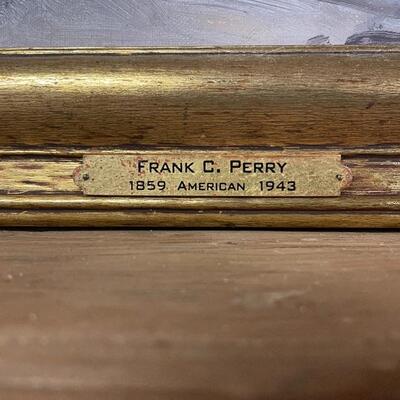 FRANK C. PERRY
1859 AMERICAN 1943